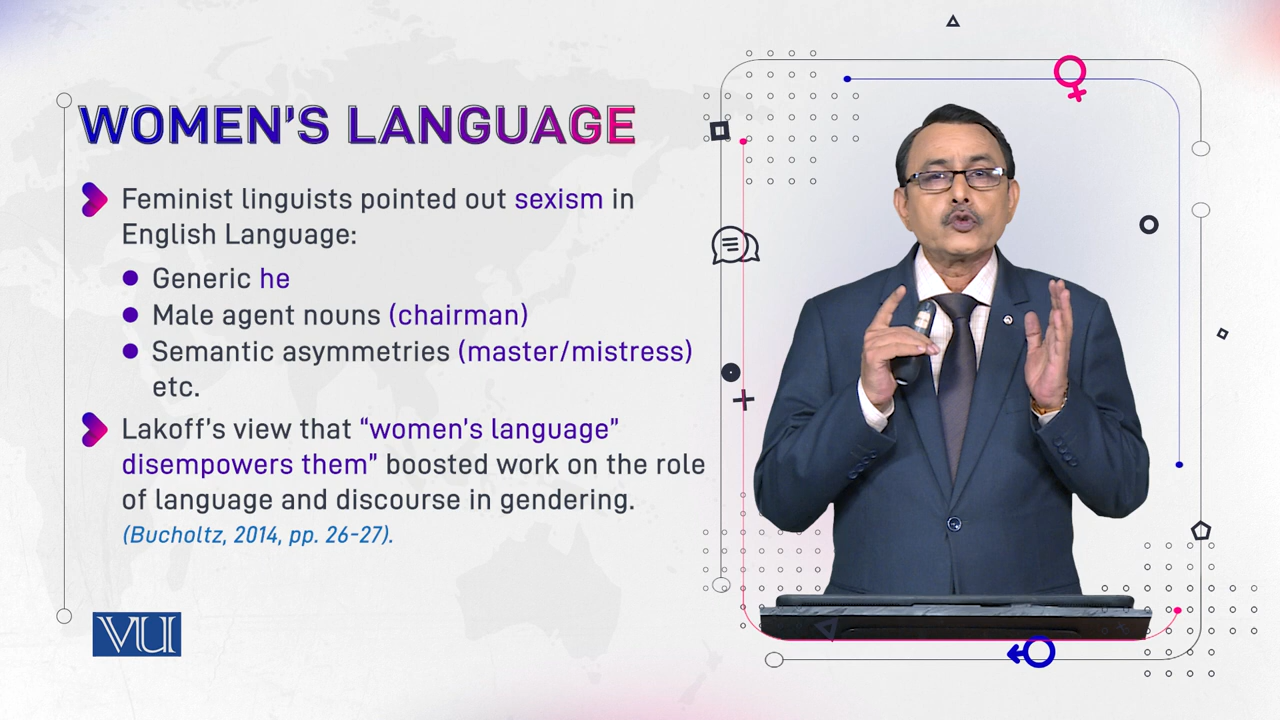 WOMEN'S LANGUAGE
Feminist linguists pointed out sexism in
English Language:
Generic he
Male agent nouns (chairman)
Semantic asymmetries (master/mistress)
etc.
Lakoff's view that “women's language”
disempowers them” boosted work on the role
of language and discourse in gendering.
(Bucholtz, 2014, pp. 26-27).
VU